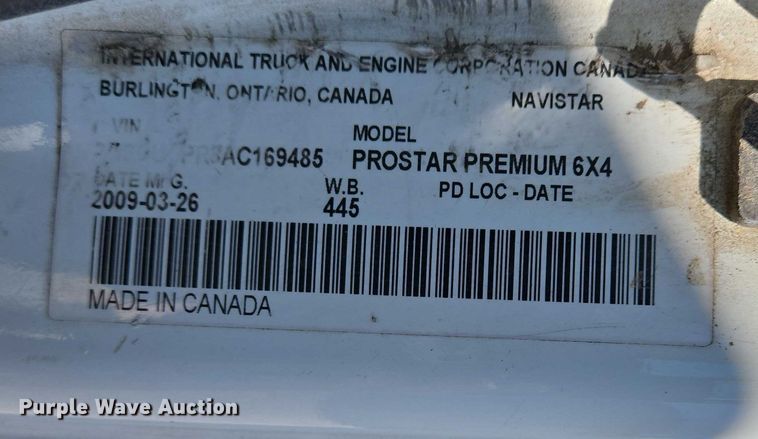 INTERNATIONAL TRUCK AND ENGINE CORPORATION CANADA
BURLINGTON, ONTARIO, CANADA NAVISTAR
VIN MODEL
AC169485 PROSTAR PREMIUM 6X4
DATE MFG. W.B. PD LOC - DATE
2009-03-26 445
MADE IN CANADA
Purple Wave Auction